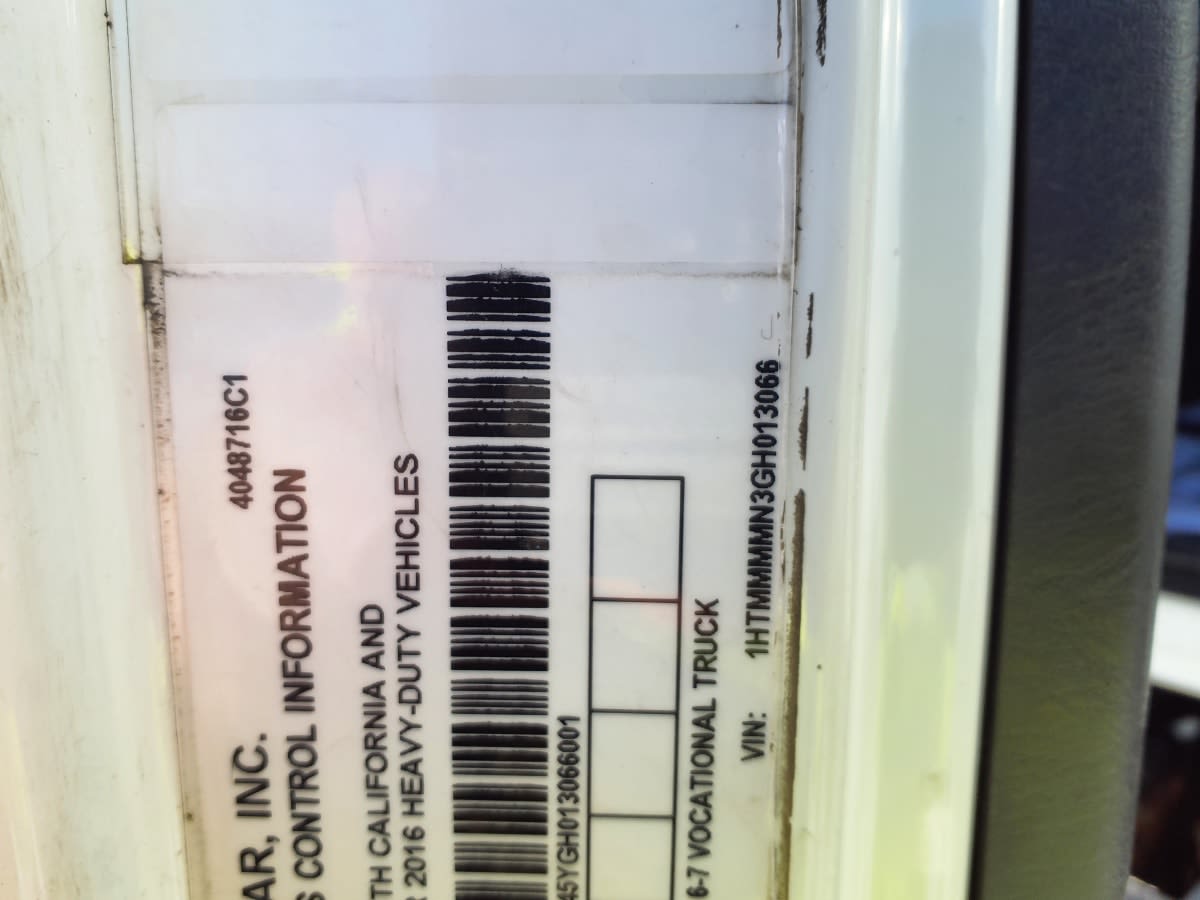 4048716C1
AR, INC.
S CONTROL INFORMATION
TH CALIFORNIA AND
R 2016 HEAVY-DUTY VEHICLES
45YGH013066001
6-7 VOCATIONAL TRUCK
VIN: 1HTMMMMN3GH013066